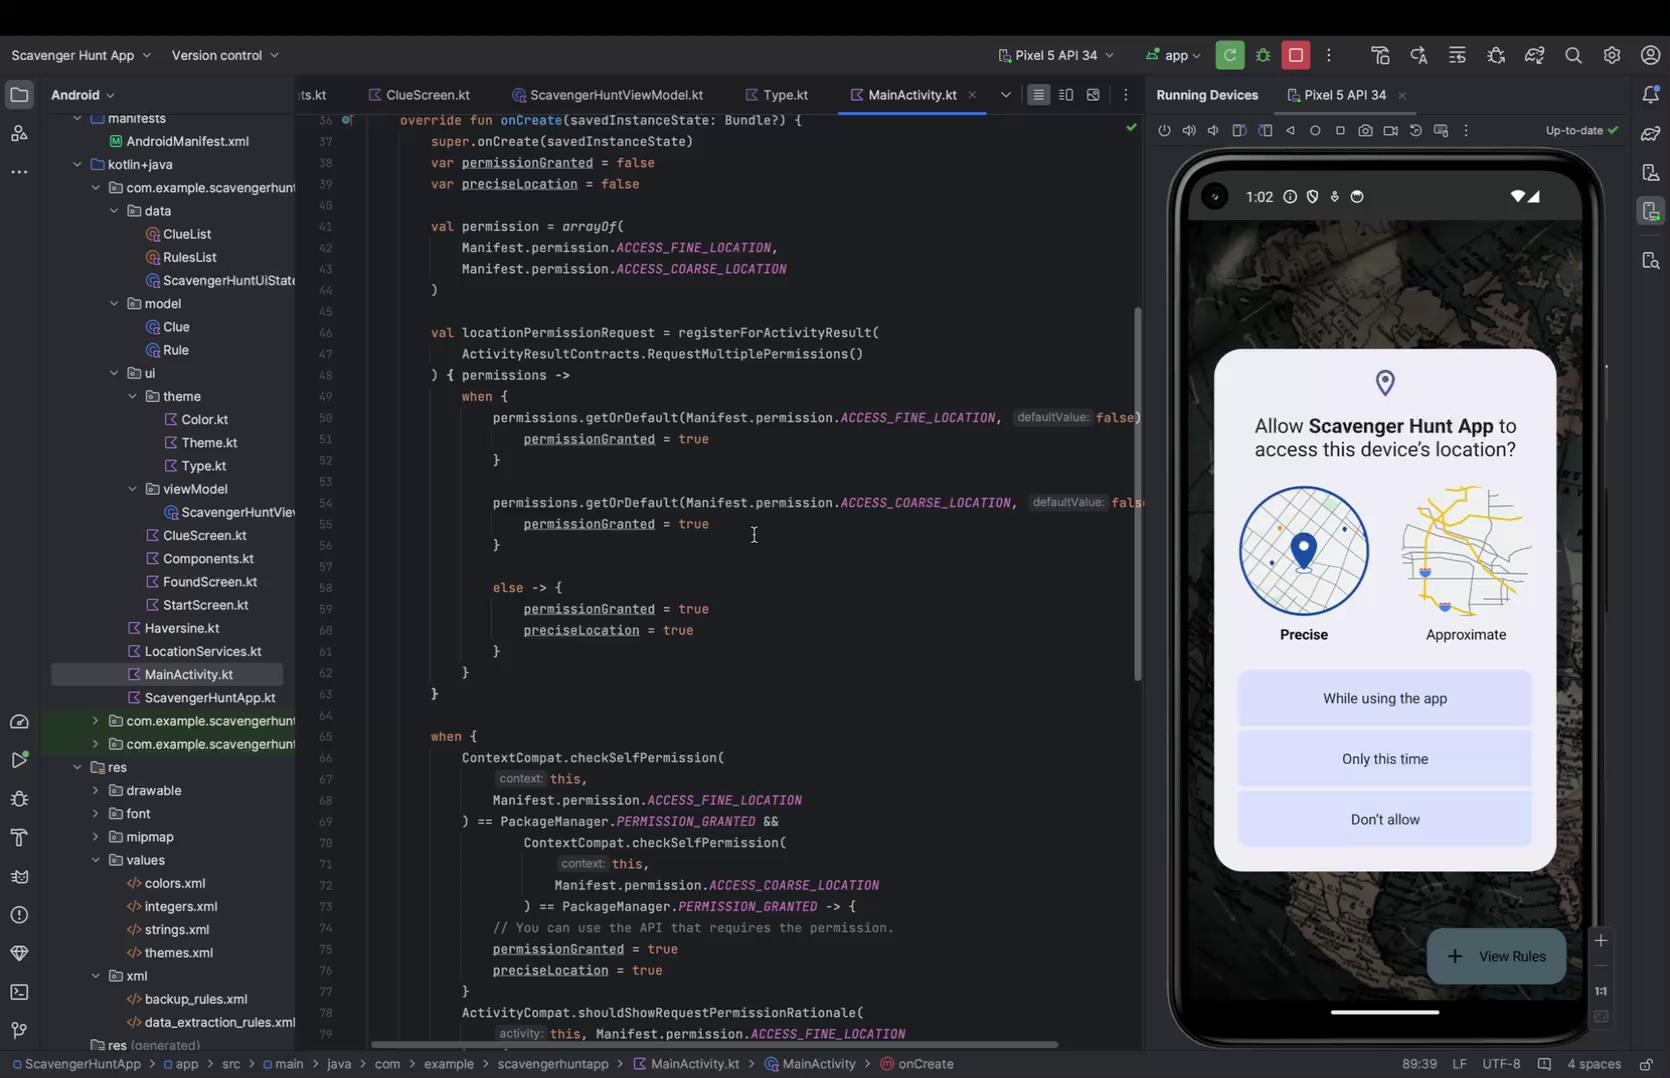 Scavenger Hunt App
Version control
Pixel 5 API 34
app
Android
ts.kt
ClueScreen.kt
ScavengerHuntViewModel.kt
Type.kt
MainActivity.kt
Running Devices
Pixel 5 API 34
Up-to-date
manifests
AndroidManifest.xml
kotlin+java
com.example.scavengerhunt
data
ClueList
RulesList
ScavengerHuntUiState
model
Clue
Rule
ui
theme
Color.kt
Theme.kt
Type.kt
viewModel
ScavengerHuntView
ClueScreen.kt
Components.kt
FoundScreen.kt
StartScreen.kt
Haversine.kt
LocationServices.kt
MainActivity.kt
ScavengerHuntApp.kt
com.example.scavengerhunt
com.example.scavengerhunt
res
drawable
font
mipmap
values
colors.xml
integers.xml
strings.xml
themes.xml
xml
backup_rules.xml
data_extraction_rules.xml
res (generated)
36 override fun onCreate(savedInstanceState: Bundle?) {
37 super.onCreate(savedInstanceState)
38 var permissionGranted = false
39 var preciseLocation = false
40
41 val permission = arrayOf(
42 Manifest.permission.ACCESS_FINE_LOCATION,
43 Manifest.permission.ACCESS_COARSE_LOCATION
44 )
45
46 val locationPermissionRequest = registerForActivityResult(
47 ActivityResultContracts.RequestMultiplePermissions()
48 ) { permissions ->
49 when {
50 permissions.getOrDefault(Manifest.permission.ACCESS_FINE_LOCATION, defaultValue: false)
51 permissionGranted = true
52 }
53
54 permissions.getOrDefault(Manifest.permission.ACCESS_COARSE_LOCATION, defaultValue: fals
55 permissionGranted = true
56 }
57
58 else -> {
59 permissionGranted = true
60 preciseLocation = true
61 }
62 }
63 }
64
65 when {
66 ContextCompat.checkSelfPermission(
67 context: this,
68 Manifest.permission.ACCESS_FINE_LOCATION
69 ) == PackageManager.PERMISSION_GRANTED &&
70 ContextCompat.checkSelfPermission(
71 context: this,
72 Manifest.permission.ACCESS_COARSE_LOCATION
73 ) == PackageManager.PERMISSION_GRANTED -> {
74 // You can use the API that requires the permission.
75 permissionGranted = true
76 preciseLocation = true
77 }
78 ActivityCompat.shouldShowRequestPermissionRationale(
79 activity: this, Manifest.permission.ACCESS_FINE_LOCATION
1:02
Allow Scavenger Hunt App to
access this device's location?
Precise
Approximate
While using the app
Only this time
Don't allow
+ View Rules
1:1
ScavengerHuntApp > app > src > main > java > com > example > scavengerhuntapp > MainActivity.kt > MainActivity > onCreate
89:39 LF UTF-8 4 spaces